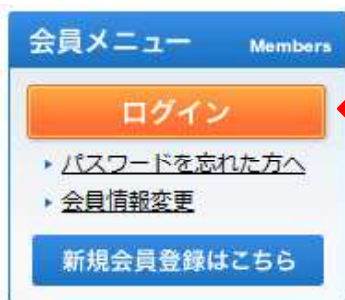 会員メニュー Members
ログイン
パスワードを忘れた方へ
会員情報変更
新規会員登録はこちら